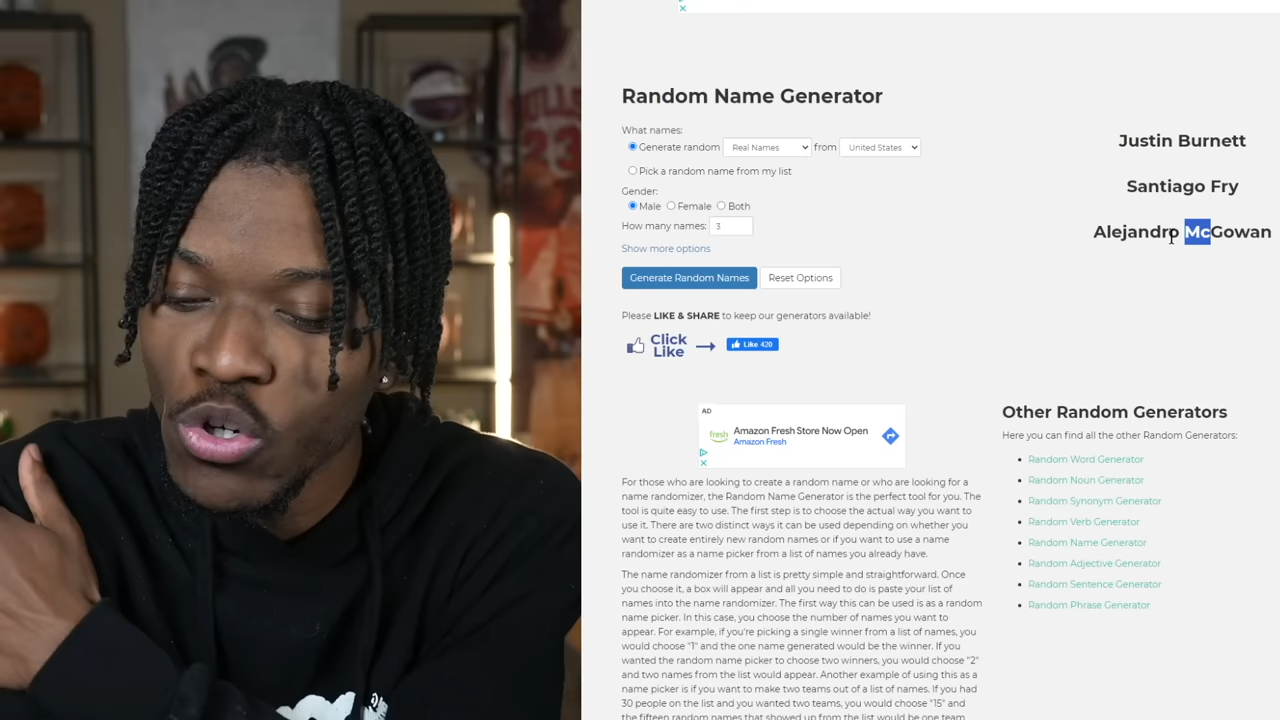 Random Name Generator
What names:
Generate random Real Names from United States
Pick a random name from my list
Gender:
Male Female Both
How many names: 3
Show more options
Generate Random Names Reset Options
Please LIKE & SHARE to keep our generators available!
Click
Like
Like 420
Justin Burnett
Santiago Fry
Alejandro McGowan
AD
fresh
Amazon Fresh Store Now Open
Amazon Fresh
For those who are looking to create a random name or who are looking for a
name randomizer, the Random Name Generator is the perfect tool for you. The
tool is quite easy to use. The first step is to choose the actual way you want to
use it. There are two distinct ways it can be used depending on whether you
want to create entirely new random names or if you want to use a name
randomizer as a name picker from a list of names you already have.
The name randomizer from a list is pretty simple and straightforward. Once
you choose it, a box will appear and all you need to do is paste your list of
names into the name randomizer. The first way this can be used is as a random
name picker. In this case, you choose the number of names you want to
appear. For example, if you're picking a single winner from a list of names, you
would choose "1" and the one name generated would be the winner. If you
wanted the random name picker to choose two winners, you would choose "2"
and two names from the list would appear. Another example of using this as a
name picker is if you want to make two teams out of a list of names. If you had
30 people on the list and you wanted two teams, you would choose "15" and
the fifteen random names that showed up from the list would be one team
Other Random Generators
Here you can find all the other Random Generators:
Random Word Generator
Random Noun Generator
Random Synonym Generator
Random Verb Generator
Random Name Generator
Random Adjective Generator
Random Sentence Generator
Random Phrase Generator
BULLS
23